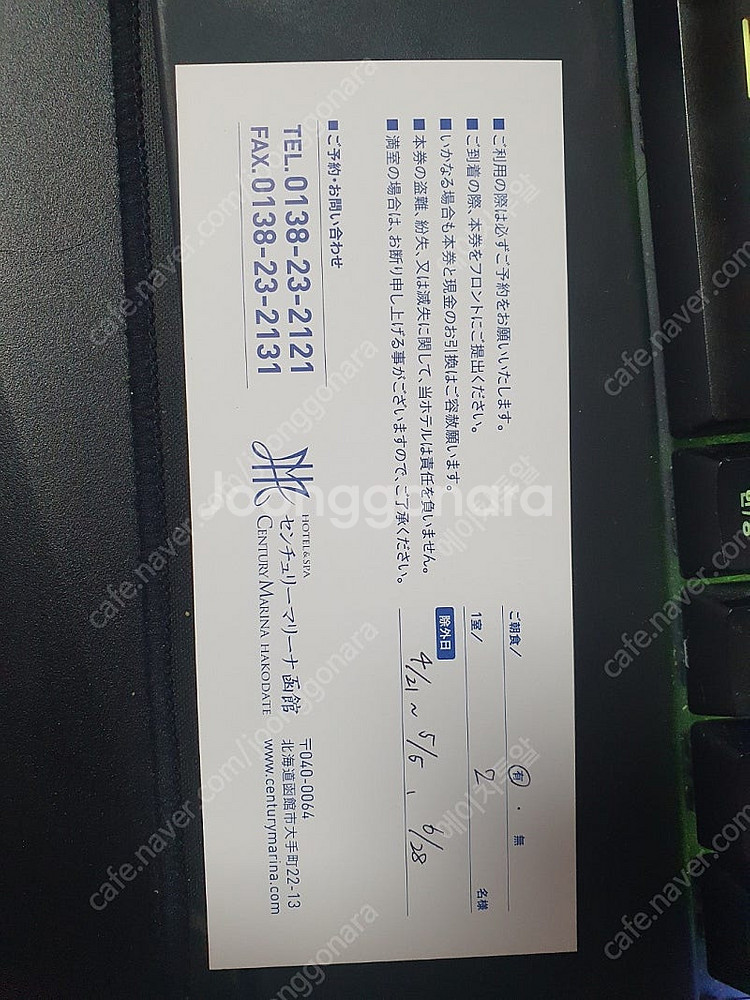 ■ご利用の際は必ずご予約をお願いいたします。
■ご到着の際、本券をフロントにご提出ください。
■いかなる場合も本券と現金のお引換はご容赦願います。
■本券の盗難、紛失、又は滅失に関して、当ホテルは責任を負いません。
■満室の場合は、お断り申し上げる事がございますので、ご了承ください。
ご朝食/ 有 ・ 無
1室/ 2 名様
除外日 4/21 ~ 5/5 、 6/28
■ご予約・お問い合わせ
TEL.0138-23-2121
FAX.0138-23-2131
HOTEL&SPA
センチュリーマリーナ 函館
CENTURY MARINA HAKODATE
〒040-0064
北海道函館市大手町22-13
www.centurymarina.com
Joonggonara
cafe.naver.com/joonggonara